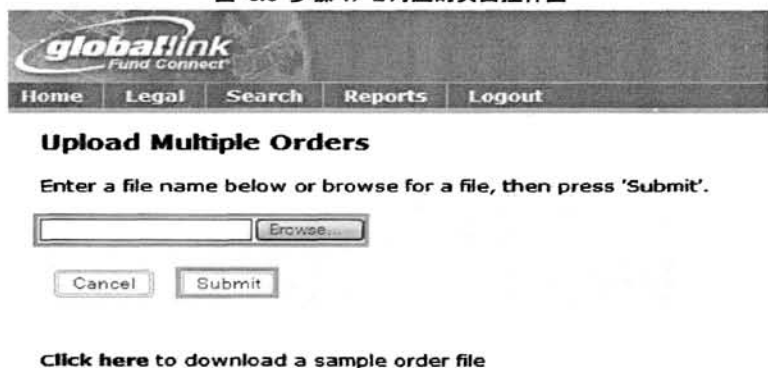 globallink
Fund Connect
Home Legal Search Reports Logout
Upload Multiple Orders
Enter a file name below or browse for a file, then press 'Submit'.
Browse...
Cancel Submit
Click here to download a sample order file